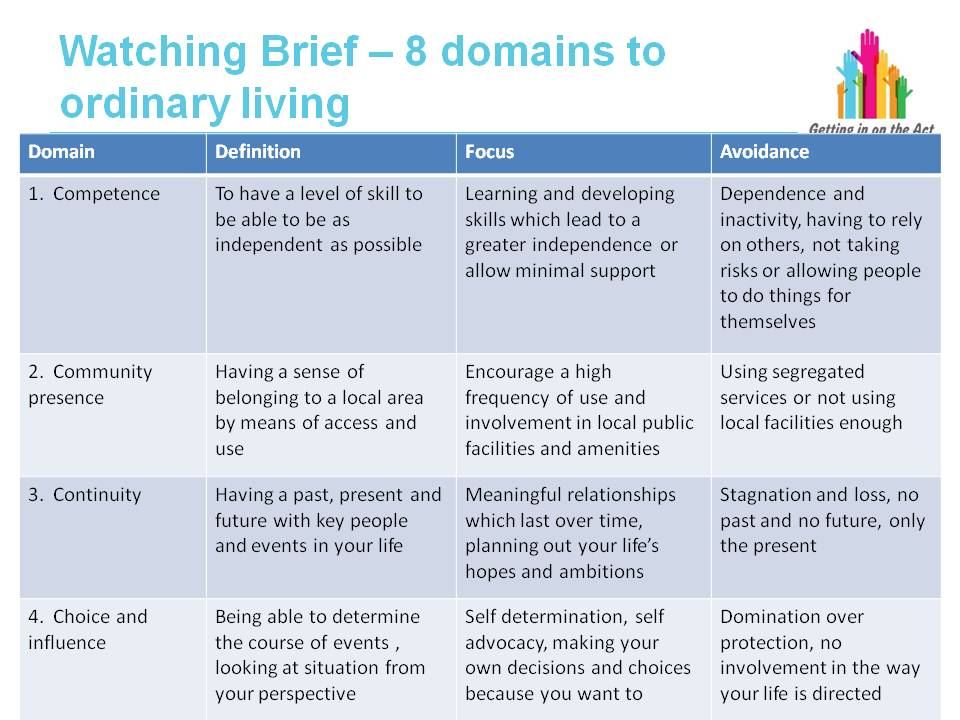 Watching Brief – 8 domains to
ordinary living
Getting in on the Act
Domain
Definition
Focus
Avoidance
1. Competence
To have a level of skill to
be able to be as
independent as possible
Learning and developing
skills which lead to a
greater independence or
allow minimal support
Dependence and
inactivity, having to rely
on others, not taking
risks or allowing people
to do things for
themselves
2. Community
presence
Having a sense of
belonging to a local area
by means of access and
use
Encourage a high
frequency of use and
involvement in local public
facilities and amenities
Using segregated
services or not using
local facilities enough
3. Continuity
Having a past, present and
future with key people
and events in your life
Meaningful relationships
which last over time,
planning out your life’s
hopes and ambitions
Stagnation and loss, no
past and no future, only
the present
4. Choice and
influence
Being able to determine
the course of events ,
looking at situation from
your perspective
Self determination, self
advocacy, making your
own decisions and choices
because you want to
Domination over
protection, no
involvement in the way
your life is directed